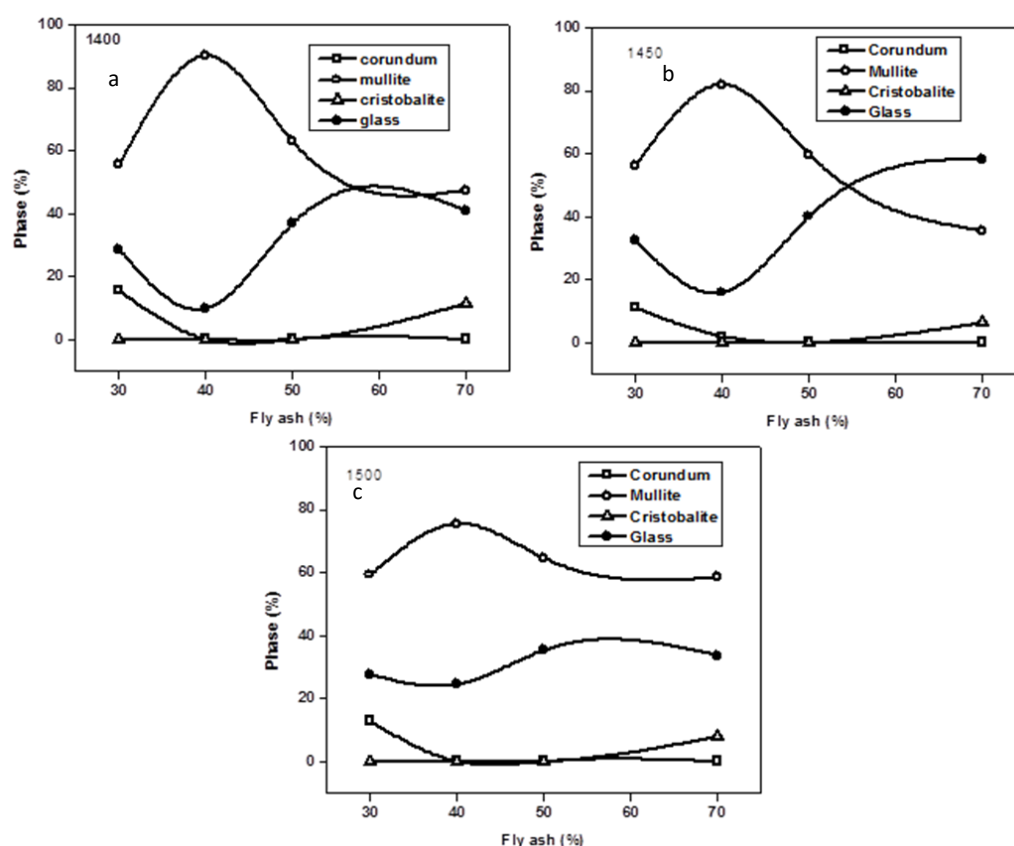 1400
a
corundum
mullite
cristobalite
glass
100
80
60
40
20
0
Phase (%)
30 40 50 60 70
Fly ash (%)
1450
b
Corundum
Mullite
Cristobalite
Glass
100
80
60
40
20
0
Phase (%)
30 40 50 60 70
Fly ash (%)
1500
c
Corundum
Mullite
Cristobalite
Glass
100
80
60
40
20
0
Phase (%)
30 40 50 60 70
Fly ash (%)